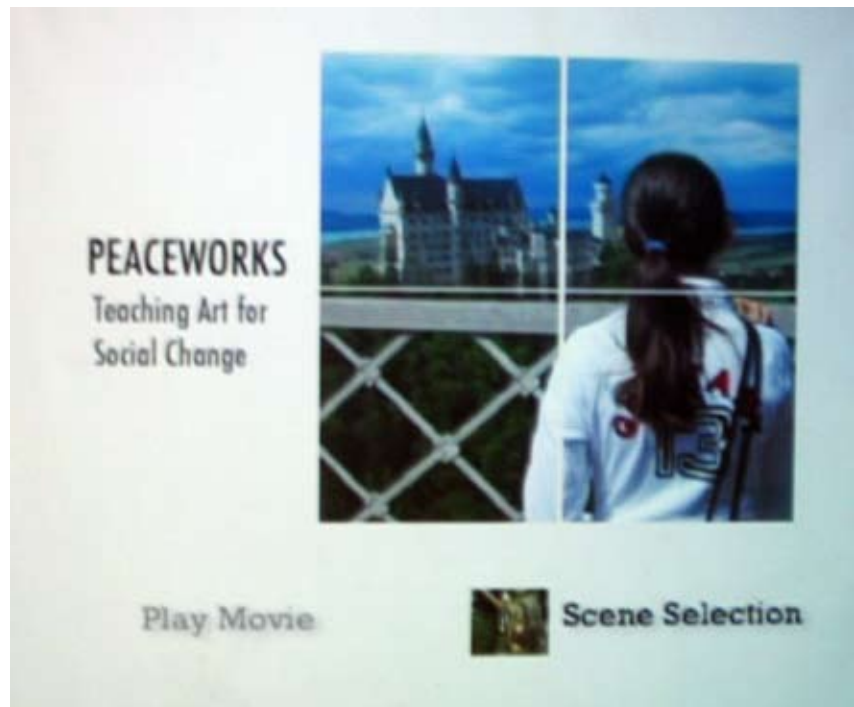 PEACEWORKS
Teaching Art for
Social Change
13
Play Movie
Scene Selection